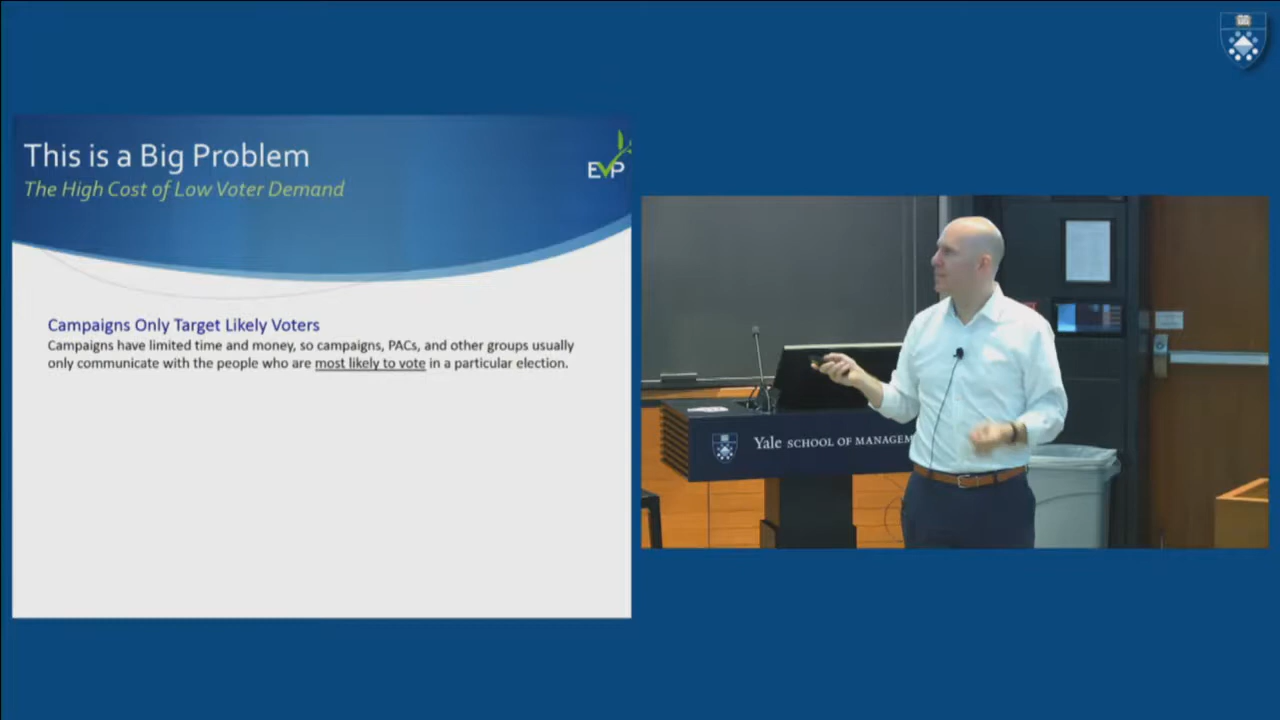 This is a Big Problem
The High Cost of Low Voter Demand
EVP
Campaigns Only Target Likely Voters
Campaigns have limited time and money, so campaigns, PACs, and other groups usually
only communicate with the people who are most likely to vote in a particular election.
Yale SCHOOL OF MANAGEM